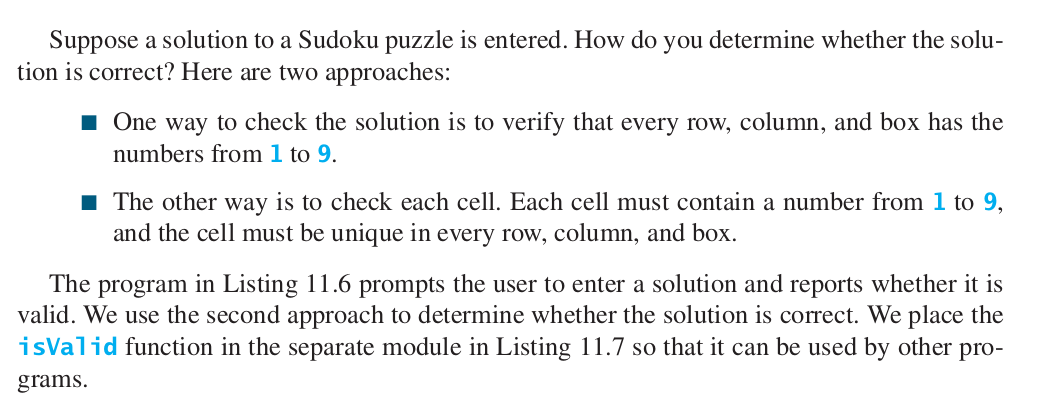 Suppose a solution to a Sudoku puzzle is entered. How do you determine whether the solu-
tion is correct? Here are two approaches:
■ One way to check the solution is to verify that every row, column, and box has the
numbers from 1 to 9.
■ The other way is to check each cell. Each cell must contain a number from 1 to 9,
and the cell must be unique in every row, column, and box.
The program in Listing 11.6 prompts the user to enter a solution and reports whether it is
valid. We use the second approach to determine whether the solution is correct. We place the
isValid function in the separate module in Listing 11.7 so that it can be used by other pro-
grams.